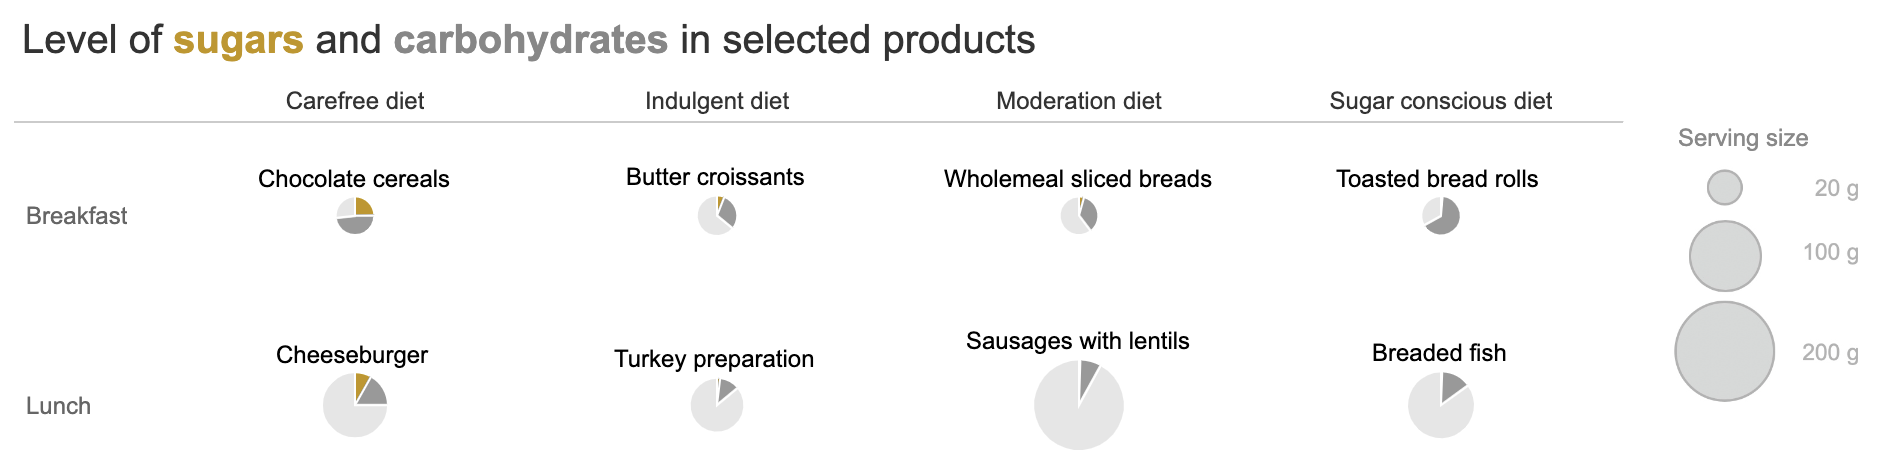 Level of sugars and carbohydrates in selected products
Carefree diet
Indulgent diet
Moderation diet
Sugar conscious diet
Serving size
Chocolate cereals
Butter croissants
Wholemeal sliced breads
Toasted bread rolls
20 g
Breakfast
100 g
Sausages with lentils
Cheeseburger
Turkey preparation
Breaded fish
200 g
Lunch